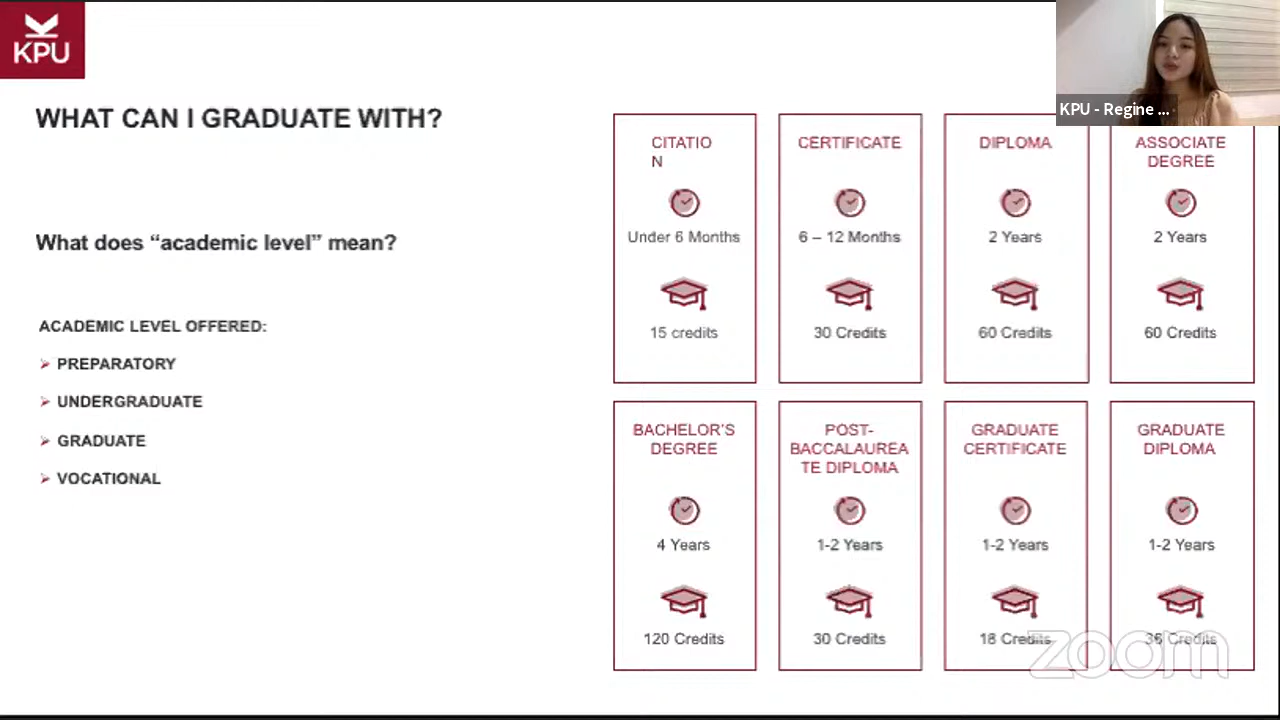 KPU
KPU - Regine ...
WHAT CAN I GRADUATE WITH?
What does “academic level” mean?
ACADEMIC LEVEL OFFERED:
PREPARATORY
UNDERGRADUATE
GRADUATE
VOCATIONAL
CITATIO
N
Under 6 Months
15 credits
CERTIFICATE
6 – 12 Months
30 Credits
DIPLOMA
2 Years
60 Credits
ASSOCIATE
DEGREE
2 Years
60 Credits
BACHELOR'S
DEGREE
4 Years
120 Credits
POST-
BACCALAUREA
TE DIPLOMA
1-2 Years
30 Credits
GRADUATE
CERTIFICATE
1-2 Years
18 Credits
GRADUATE
DIPLOMA
1-2 Years
36 Credits
zoom